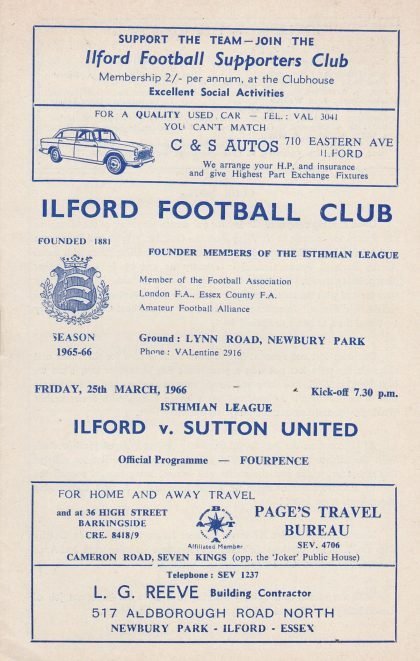 SUPPORT THE TEAM—JOIN THE
Ilford Football Supporters Club
Membership 2/- per annum, at the Clubhouse
Excellent Social Activities
FOR A QUALITY USED CAR — TEL.: VAL 3041
YOU CAN'T MATCH
C & S AUTOS 710 EASTERN AVE
ILFORD
We arrange your H.P. and insurance
and give Highest Part Exchange Fixtures
ILFORD FOOTBALL CLUB
FOUNDED 1881
FOUNDER MEMBERS OF THE ISTHMIAN LEAGUE
Member of the Football Association
London F.A., Essex County F.A.
Amateur Football Alliance
SEASON
1965-66
Ground: LYNN ROAD, NEWBURY PARK
Phone: VALentine 2916
FRIDAY, 25th MARCH, 1966 Kick-off 7.30 p.m.
ISTHMIAN LEAGUE
ILFORD v. SUTTON UNITED
Official Programme — FOURPENCE
FOR HOME AND AWAY TRAVEL
and at 36 HIGH STREET
BARKINGSIDE
CRE. 8418/9
ABTA
Affiliated Member
PAGE'S TRAVEL
BUREAU
SEV. 4706
CAMERON ROAD, SEVEN KINGS (opp. the 'Joker' Public House)
Telephone: SEV 1237
L. G. REEVE Building Contractor
517 ALDBOROUGH ROAD NORTH
NEWBURY PARK - ILFORD - ESSEX